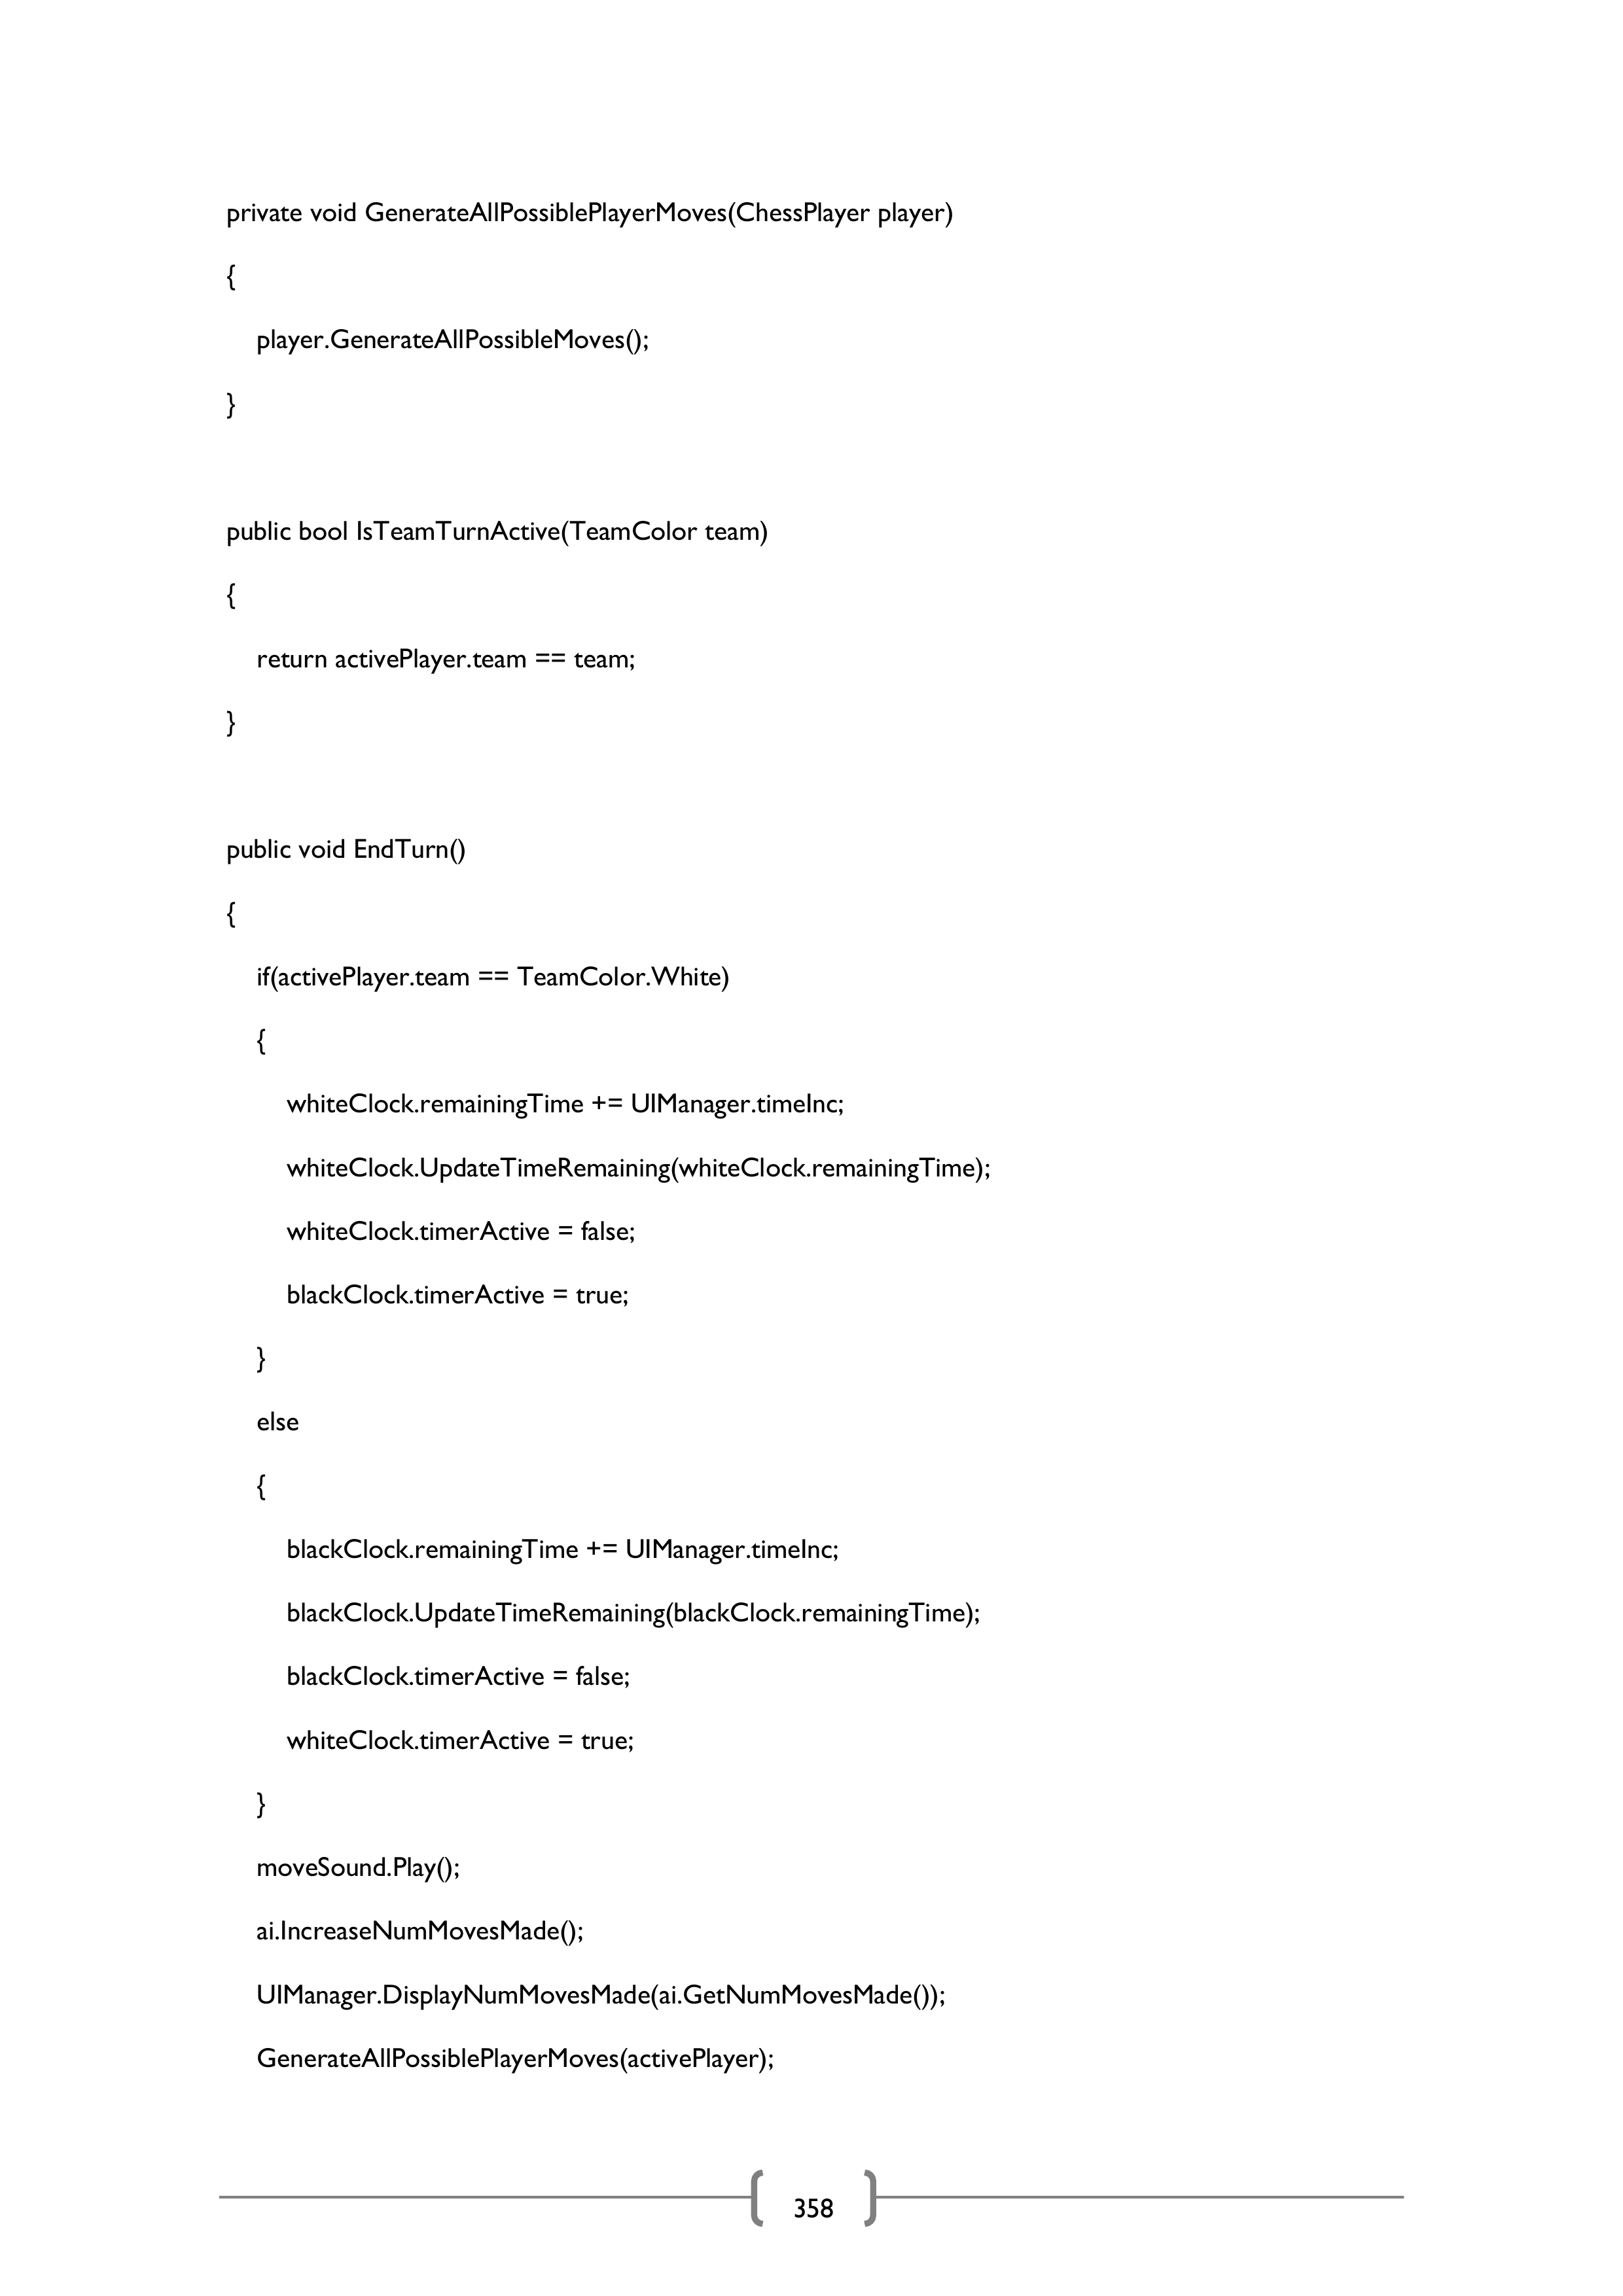 private void GenerateAllPossiblePlayerMoves(ChessPlayer player)
{
player.GenerateAllPossibleMoves();
}
public bool IsTeamTurnActive(TeamColor team)
{
return activePlayer.team == team;
}
public void EndTurn()
{
if(activePlayer.team == TeamColor.White)
{
whiteClock.remainingTime += UIManager.timeInc;
whiteClock.UpdateTimeRemaining(whiteClock.remainingTime);
whiteClock.timerActive = false;
blackClock.timerActive = true;
}
else
{
blackClock.remainingTime += UIManager.timeInc;
blackClock.UpdateTimeRemaining(blackClock.remainingTime);
blackClock.timerActive = false;
whiteClock.timerActive = true;
}
moveSound.Play();
ai.IncreaseNumMovesMade();
UIManager.DisplayNumMovesMade(ai.GetNumMovesMade());
GenerateAllPossiblePlayerMoves(activePlayer);
358